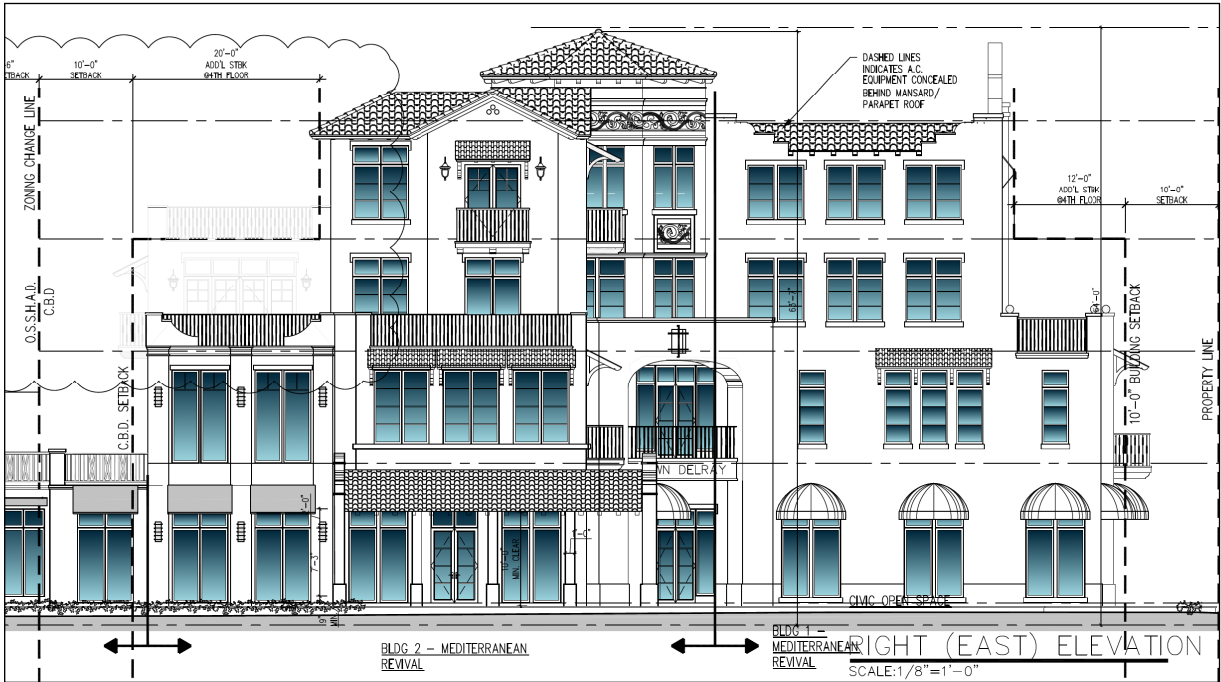 6"
10'-0"
SETBACK
20'-0"
ADD'L STBK
@4TH FLOOR
ZONING CHANGE LINE
O.S.S.H.A.D.
C.B.D
C.B.D. SETBACK
DASHED LINES
INDICATES A.C.
EQUIPMENT CONCEALED
BEHIND MANSARD/
PARAPET ROOF
12'-0"
ADD'L STBK
@4TH FLOOR
10'-0"
SETBACK
10'-0" BUILDING SETBACK
PROPERTY LINE
WN DELRAY
7'-3"
10'-0"
MIN. CLEAR
CIVIC OPEN SPACE
BLDG 2 - MEDITERRANEAN
REVIVAL
BLDG 1 -
MEDITERRANEAN
REVIVAL
RIGHT (EAST) ELEVATION
SCALE:1/8"=1'-0"